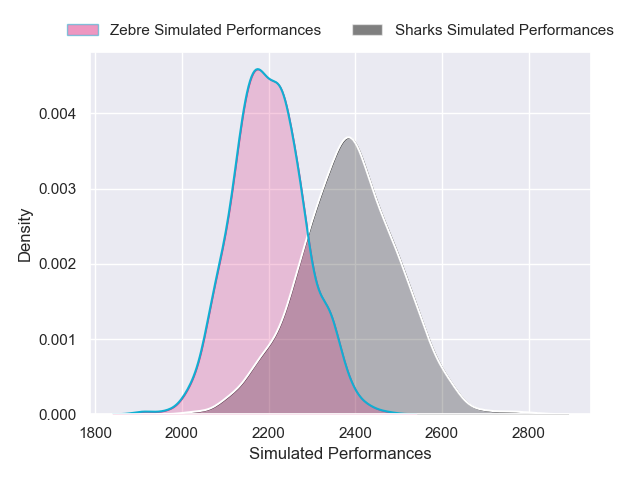 Zebre Simulated Performances Sharks Simulated Performances
0.004
0.003
0.002
0.001
0.000
Density
1800 2000 2200 2400 2600 2800
Simulated Performances